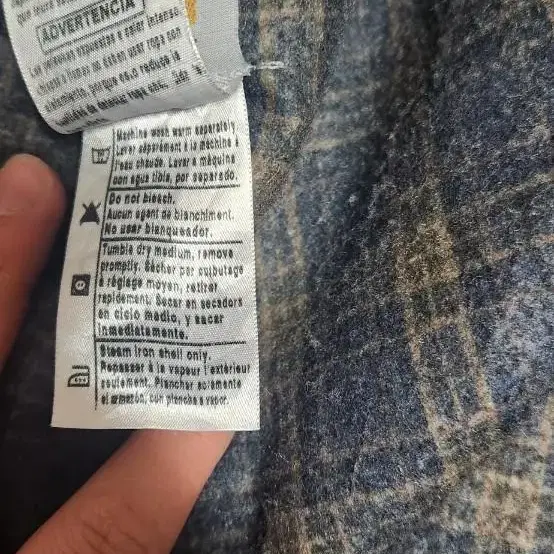 que
ADVERTENCIA
Machine wash warm separately.
Laver séparément à la machine à
l'eau chaude. Lavar a máquina
con agua tibia, por separado.
Do not bleach.
Aucun agent de blanchiment.
No usar blanqueador.
Tumble dry medium, remove
promptly. Sécher par culbutage
à réglage moyen, retirer
rapidement. Secar en secadora
en ciclo medio, y sacar
inmediatamente.
Steam iron shell only.
Repasser à la vapeur l'extérieur
seulement. Planchar solamente
el armazón, con plancha a vapor.